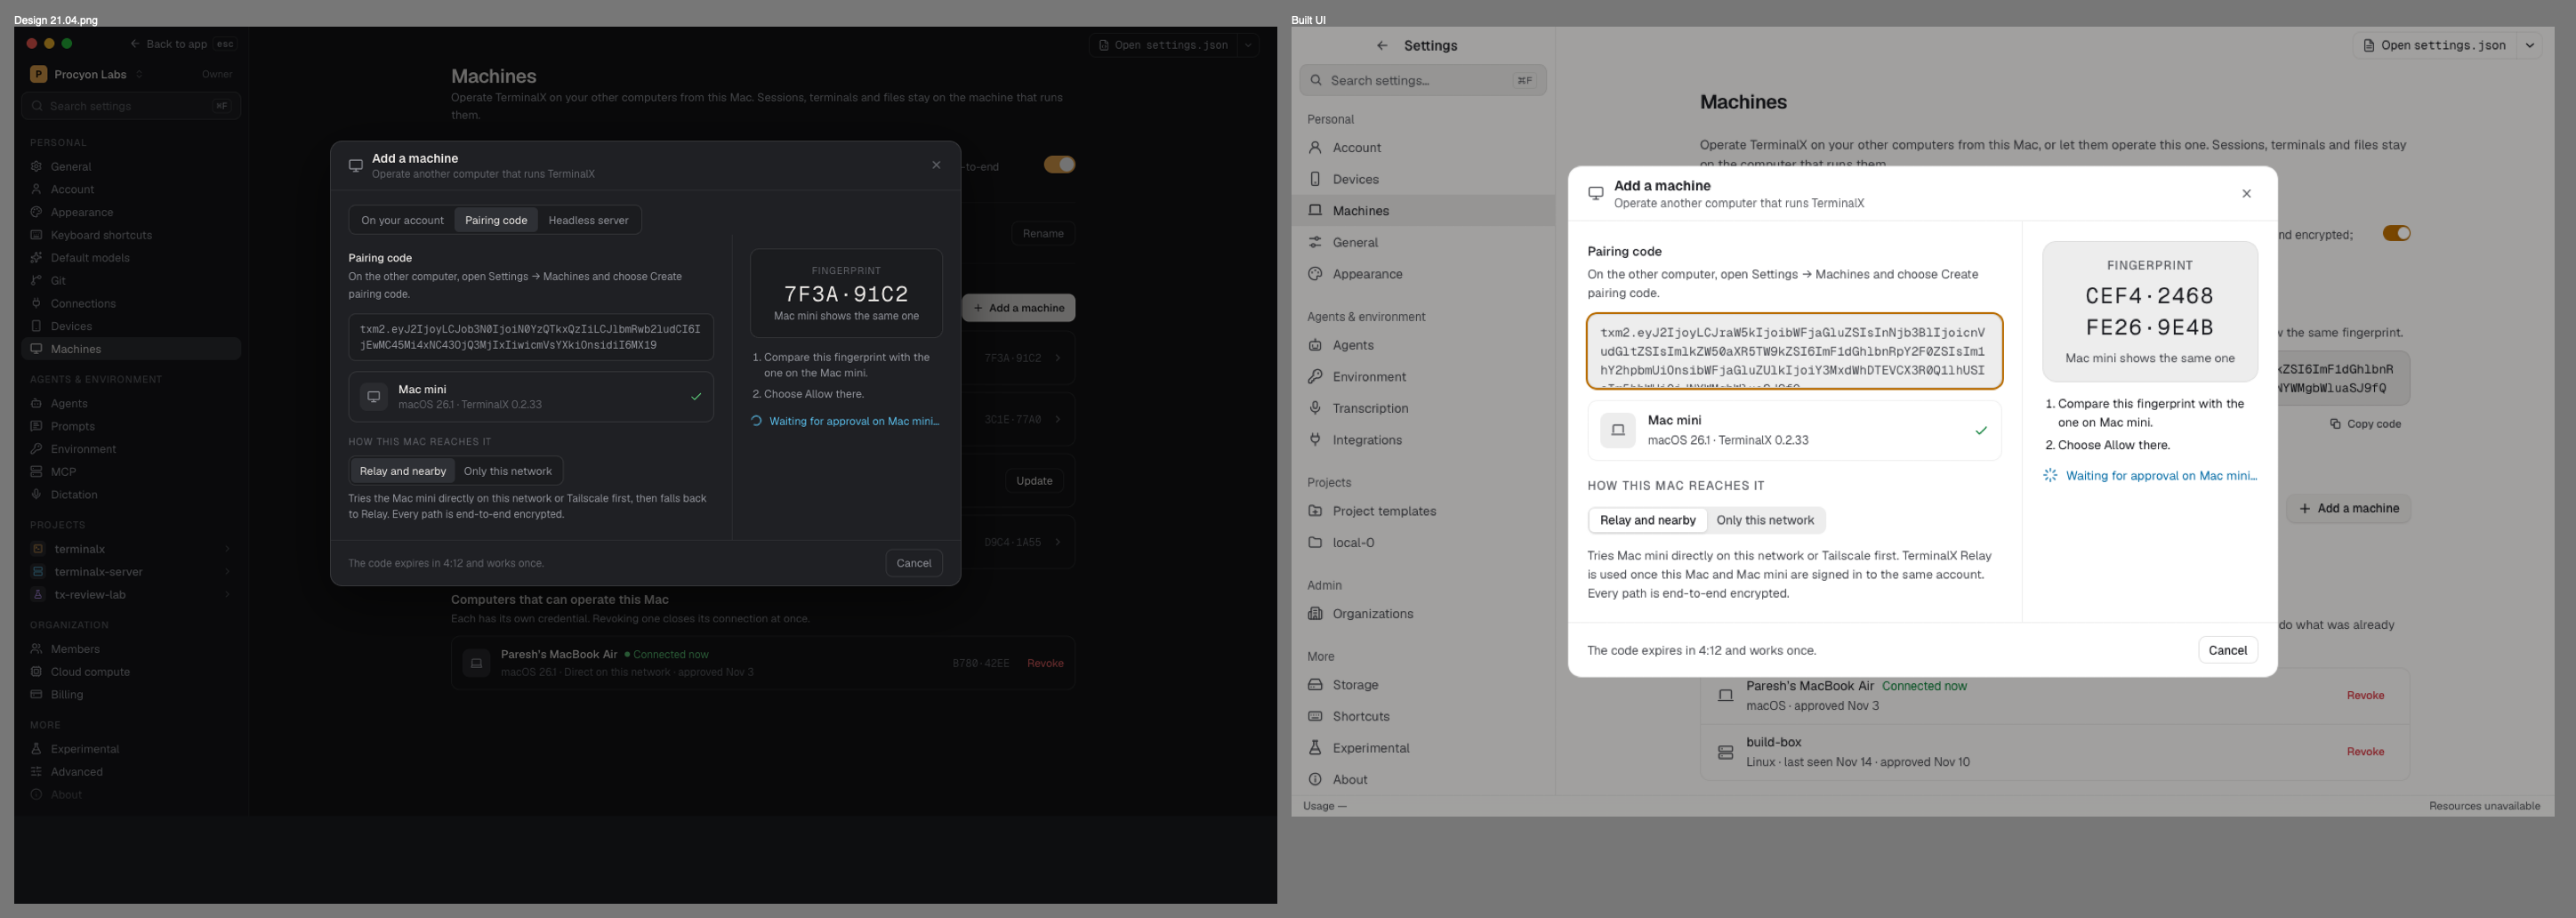 Design 21.04.png
Back to app esc
Procyon Labs Owner
Search settings ⌘F
PERSONAL
General
Account
Appearance
Keyboard shortcuts
Default models
Git
Connections
Devices
Machines
AGENTS & ENVIRONMENT
Agents
Prompts
Environment
MCP
Dictation
PROJECTS
terminalx
terminalx-server
tx-review-lab
ORGANIZATION
Members
Cloud compute
Billing
MORE
Experimental
Advanced
About
Open settings.json
Machines
Operate TerminalX on your other computers from this Mac. Sessions, terminals and files stay on the machine that runs
them.
-to-end
Rename
+ Add a machine
7F3A·91C2
3C1E·77A0
Update
D9C4·1A55
Add a machine
Operate another computer that runs TerminalX
On your account Pairing code Headless server
Pairing code
On the other computer, open Settings → Machines and choose Create
pairing code.
Mac mini
macOS 26.1 · TerminalX 0.2.33
HOW THIS MAC REACHES IT
Relay and nearby Only this network
Tries the Mac mini directly on this network or Tailscale first, then falls back
to Relay. Every path is end-to-end encrypted.
FINGERPRINT
7F3A·91C2
Mac mini shows the same one
1. Compare this fingerprint with the
one on the Mac mini.
2. Choose Allow there.
Waiting for approval on Mac mini…
The code expires in 4:12 and works once.
Cancel
Computers that can operate this Mac
Each has its own credential. Revoking one closes its connection at once.
Paresh's MacBook Air Connected now
macOS 26.1 · Direct on this network · approved Nov 3
B780·42EE Revoke
Built UI
Settings
Search settings... ⌘F
Personal
Account
Devices
Machines
General
Appearance
Agents & environment
Agents
Environment
Transcription
Integrations
Projects
Project templates
local-0
Admin
Organizations
More
Storage
Shortcuts
Experimental
About
Usage —
Resources unavailable
Open settings.json
Machines
Operate TerminalX on your other computers from this Mac, or let them operate this one. Sessions, terminals and files stay
on the computer that runs them.
nd encrypted;
the same fingerprint.
Copy code
+ Add a machine
do what was already
Add a machine
Operate another computer that runs TerminalX
Pairing code
On the other computer, open Settings → Machines and choose Create
pairing code.
Mac mini
macOS 26.1 · TerminalX 0.2.33
HOW THIS MAC REACHES IT
Relay and nearby Only this network
Tries Mac mini directly on this network or Tailscale first. TerminalX Relay
is used once this Mac and Mac mini are signed in to the same account.
Every path is end-to-end encrypted.
FINGERPRINT
CEF4·2468
FE26·9E4B
Mac mini shows the same one
1. Compare this fingerprint with the
one on Mac mini.
2. Choose Allow there.
Waiting for approval on Mac mini…
The code expires in 4:12 and works once.
Cancel
Paresh's MacBook Air Connected now
macOS · approved Nov 3
Revoke
build-box
Linux · last seen Nov 14 · approved Nov 10
Revoke